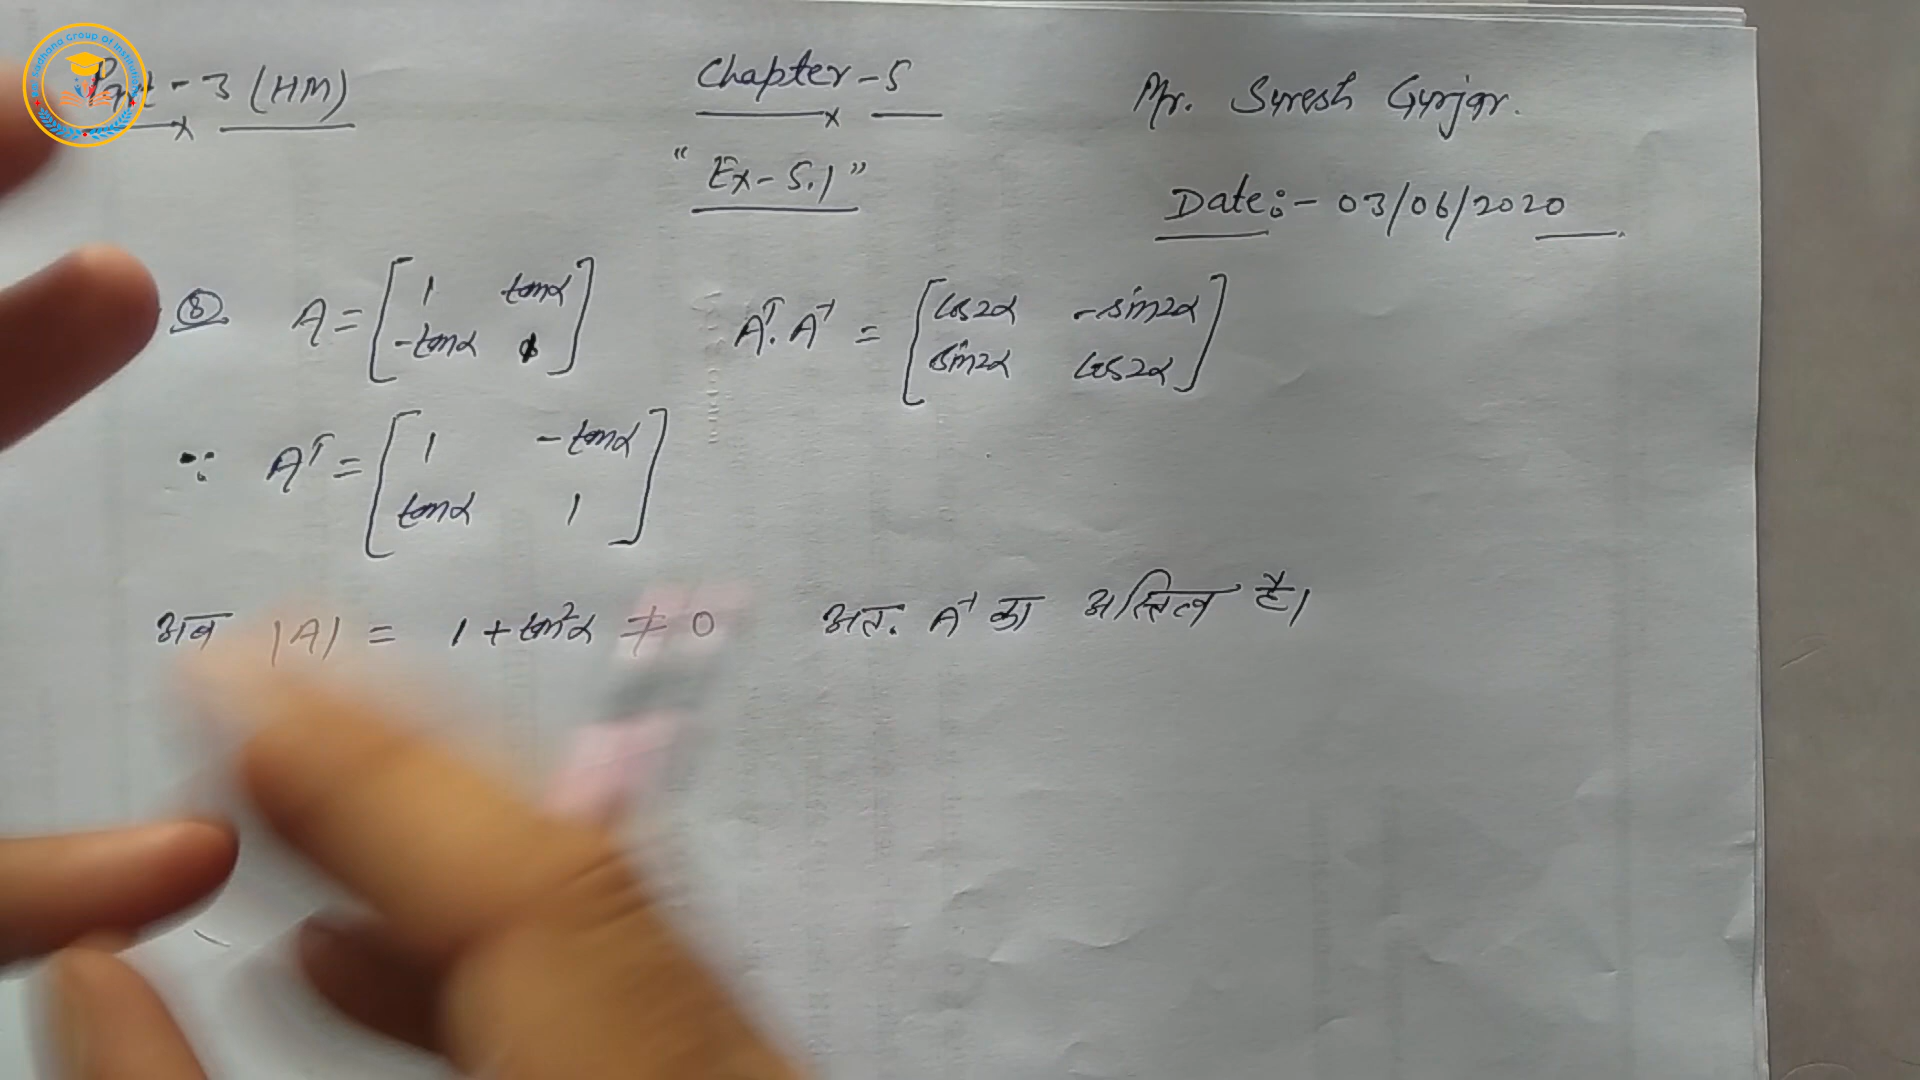 Part - 3 (HM)
Chapter - 5
Mr. Suresh Gurjar.
"Ex - 5.1"
Date:- 03/06/2020
⑧ A = [1 tanα
-tanα 1]
Aᵀ.A⁻¹ = [cos2α -sin2α
sin2α cos2α]
∵ Aᵀ = [1 -tanα
tanα 1]
अब |A| = 1 + tan²α ≠ 0 अतः A⁻¹ का अस्तित्व है।